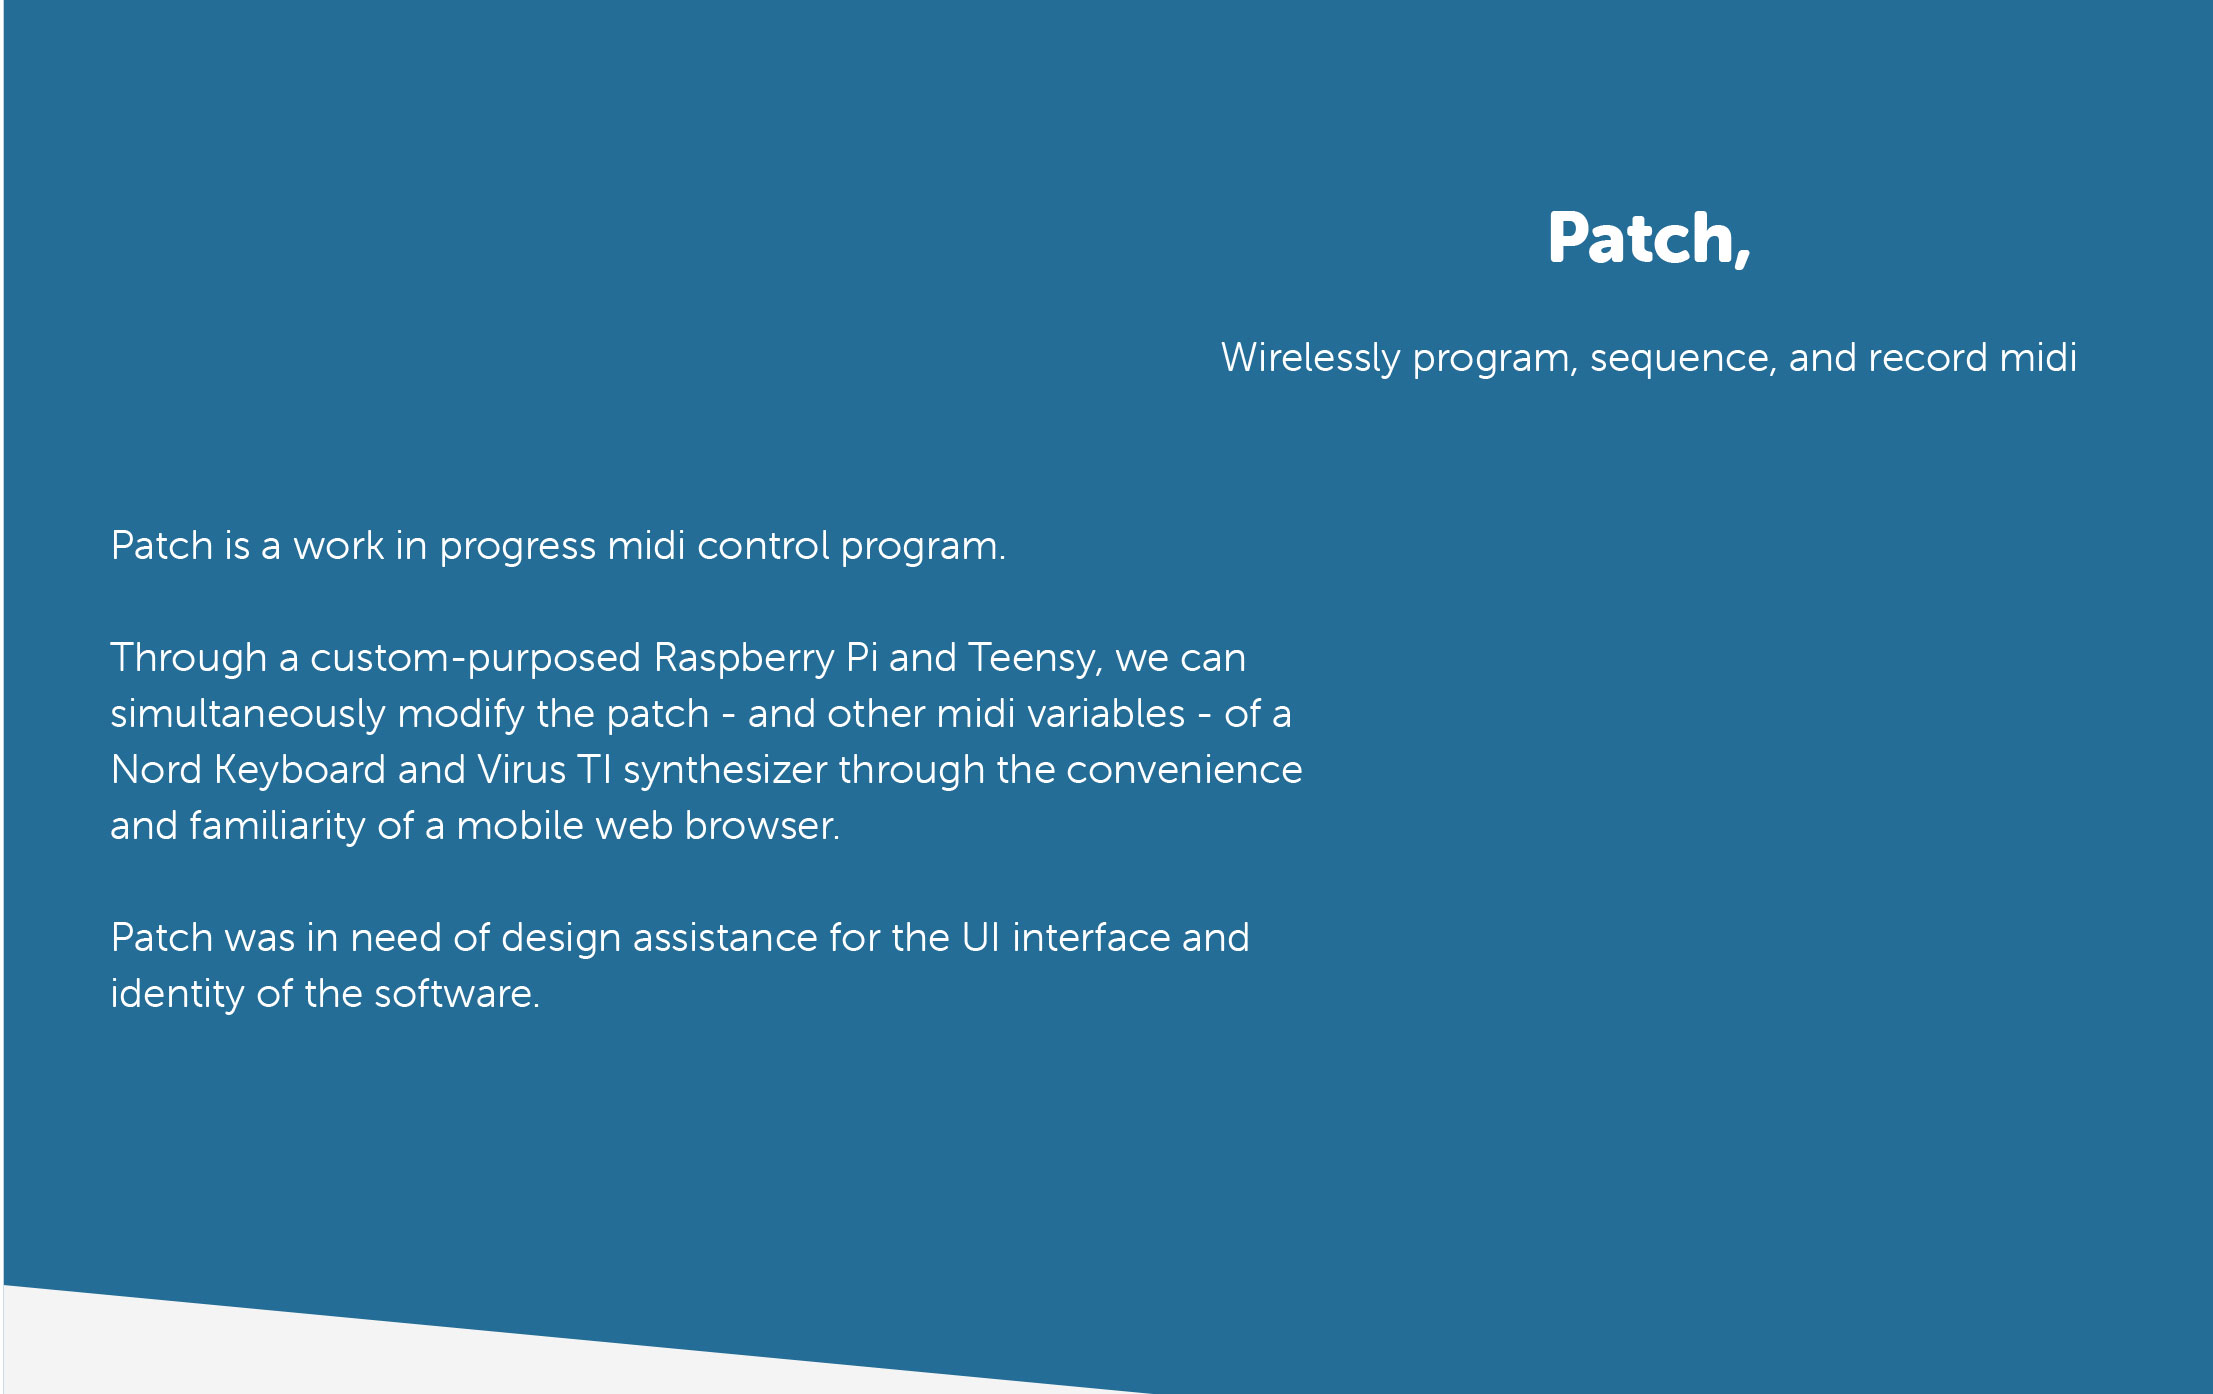 Patch,
Wirelessly program, sequence, and record midi
Patch is a work in progress midi control program.
Through a custom-purposed Raspberry Pi and Teensy, we can
simultaneously modify the patch - and other midi variables - of a
Nord Keyboard and Virus TI synthesizer through the convenience
and familiarity of a mobile web browser.
Patch was in need of design assistance for the UI interface and
identity of the software.